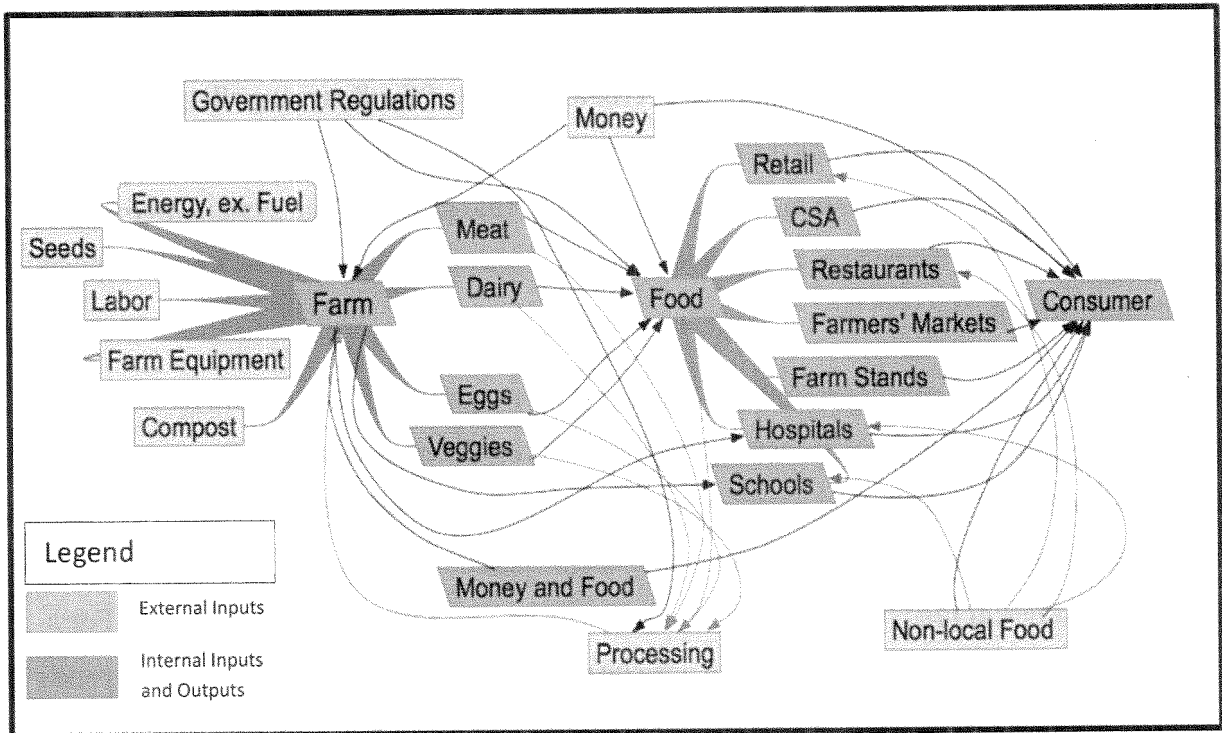 Government Regulations
Money
Retail
Energy, ex. Fuel
CSA
Meat
Seeds
Restaurants
Dairy
Labor
Farm
Food
Consumer
Farmers' Markets
Farm Equipment
Farm Stands
Eggs
Compost
Hospitals
Veggies
Schools
Legend
Money and Food
External Inputs
Non-local Food
Processing
Internal Inputs
and Outputs